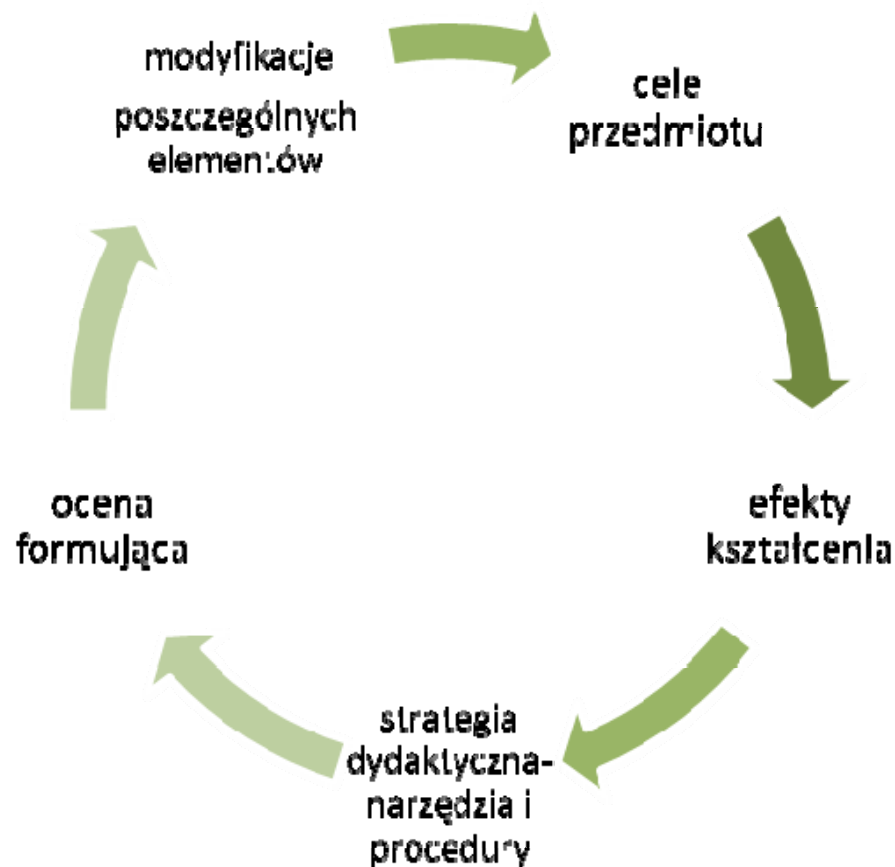 modyfikacje
poszczególnych
elementów
cele
przedmiotu
efekty
kształcenia
strategia
dydaktyczna-
narzędzia i
procedury
ocena
formująca